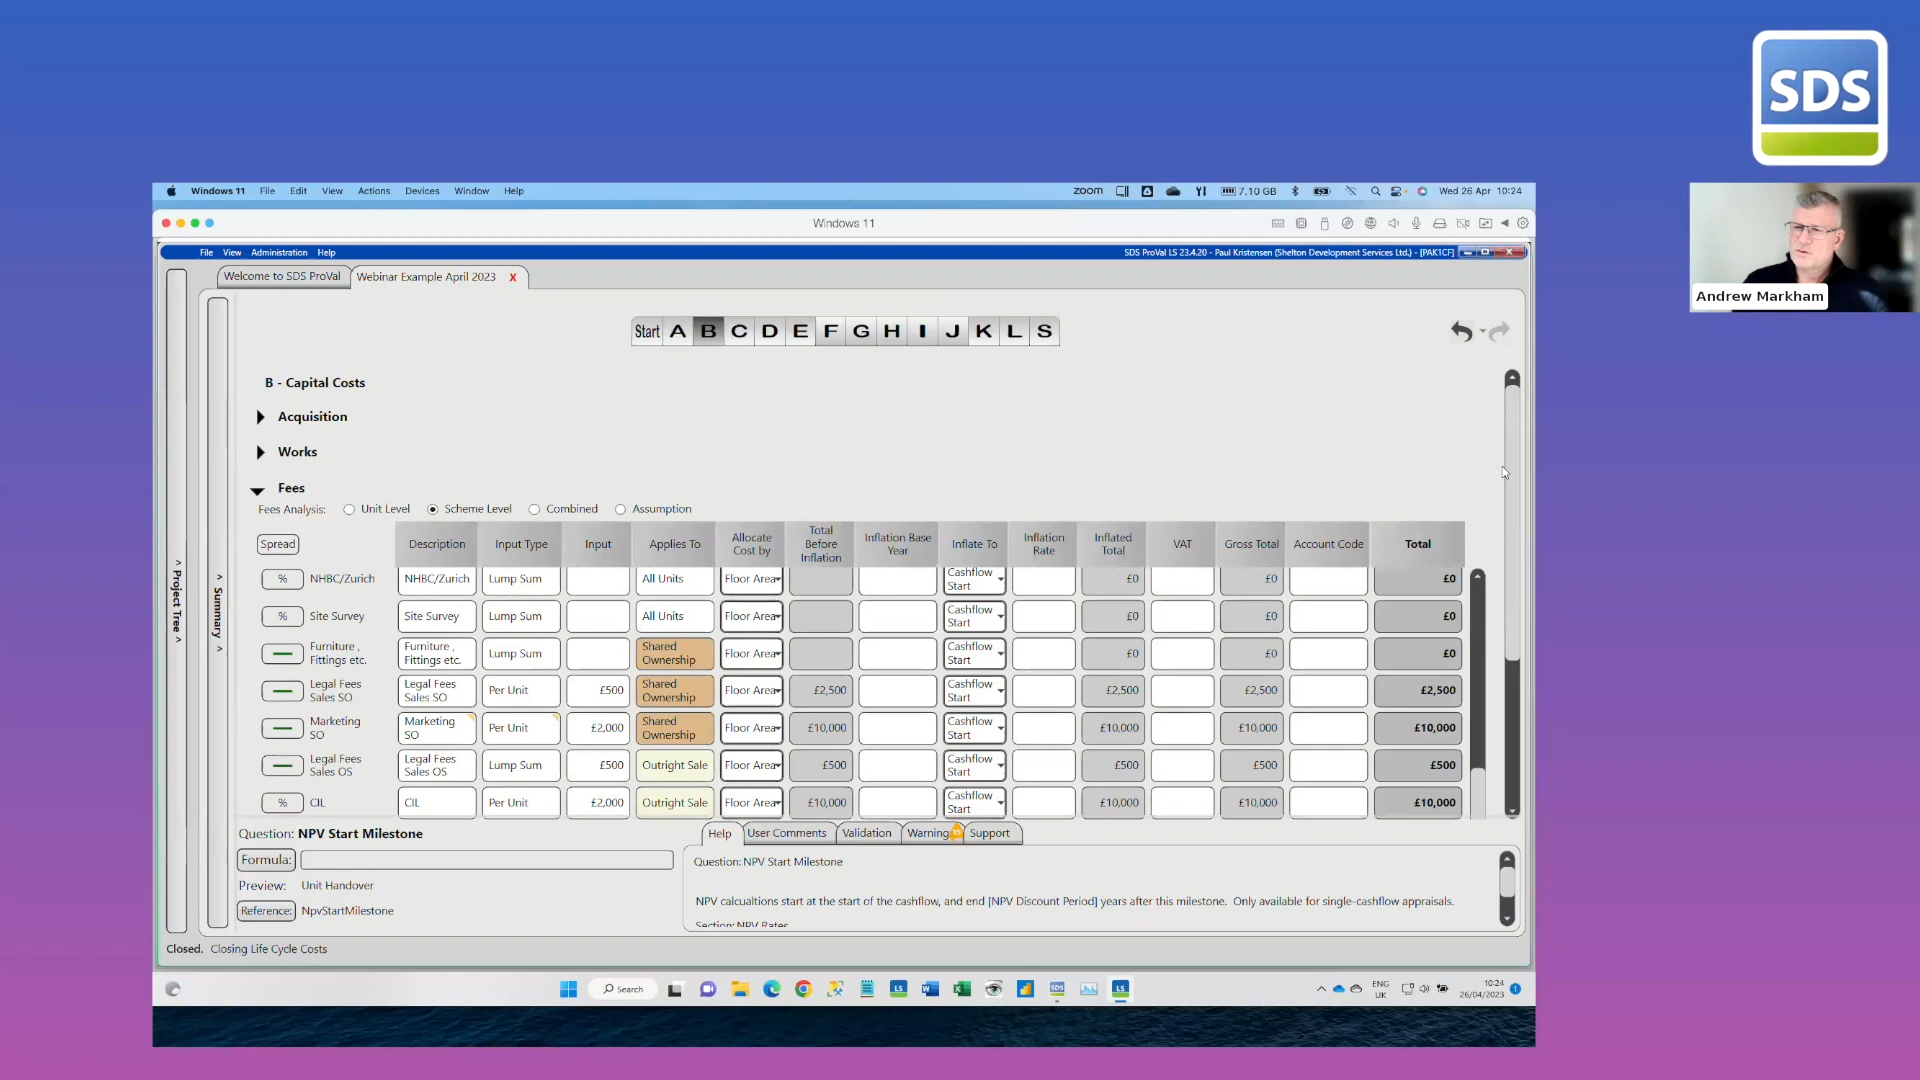 SDS
Windows 11 File Edit View Actions Devices Window Help
zoom 7.10 GB Wed 26 Apr 10:24
Windows 11
File View Administration Help
SDS ProVal LS 23.4.20 - Paul Kristensen (Shelton Development Services Ltd.) - [PAK1CF]
Andrew Markham
Welcome to SDS ProVal
Webinar Example April 2023 X
Start A B C D E F G H I J K L S
B - Capital Costs
Acquisition
Works
Fees
Fees Analysis: Unit Level Scheme Level Combined Assumption
Spread Description Input Type Input Applies To Allocate Cost by Total Before Inflation Inflation Base Year Inflate To Inflation Rate Inflated Total VAT Gross Total Account Code Total
% NHBC/Zurich NHBC/Zurich Lump Sum All Units Floor Area Cashflow Start £0 £0 £0
% Site Survey Site Survey Lump Sum All Units Floor Area Cashflow Start £0 £0 £0
Furniture , Fittings etc. Furniture , Fittings etc. Lump Sum Shared Ownership Floor Area Cashflow Start £0 £0 £0
Legal Fees Sales SO Legal Fees Sales SO Per Unit £500 Shared Ownership Floor Area £2,500 Cashflow Start £2,500 £2,500 £2,500
Marketing SO Marketing SO Per Unit £2,000 Shared Ownership Floor Area £10,000 Cashflow Start £10,000 £10,000 £10,000
Legal Fees Sales OS Legal Fees Sales OS Lump Sum £500 Outright Sale Floor Area £500 Cashflow Start £500 £500 £500
% CIL CIL Per Unit £2,000 Outright Sale Floor Area £10,000 Cashflow Start £10,000 £10,000 £10,000
^ Project Tree ^
^ Summary ^
Question: NPV Start Milestone
Formula:
Preview: Unit Handover
Reference: NpvStartMilestone
Help User Comments Validation Warning Support
Question: NPV Start Milestone
NPV calcualtions start at the start of the cashflow, and end [NPV Discount Period] years after this milestone. Only available for single-cashflow appraisals.
Section: NPV Rates
Closed. Closing Life Cycle Costs
Search
LS
SDS
LS
ENG
UK
10:24
26/04/2023
1